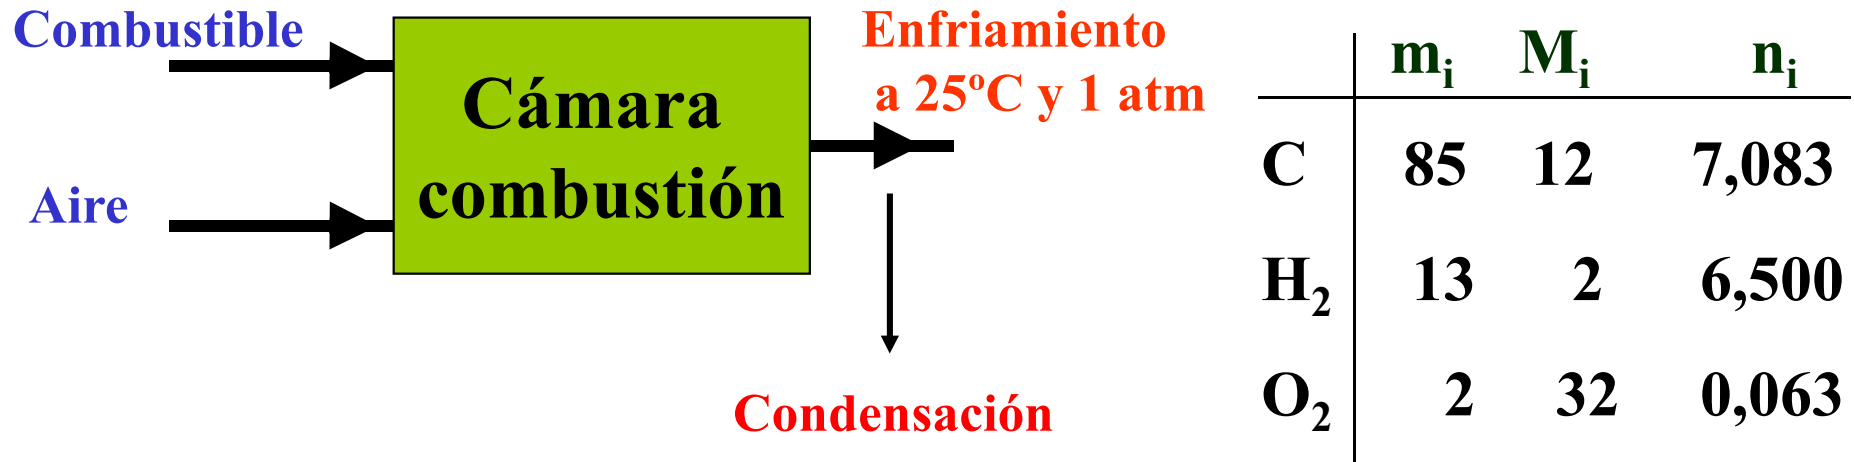 Combustible
Aire
Cámara
combustión
Enfriamiento
a 25ºC y 1 atm
Condensación
mᵢ Mᵢ nᵢ
C 85 12 7,083
H₂ 13 2 6,500
O₂ 2 32 0,063